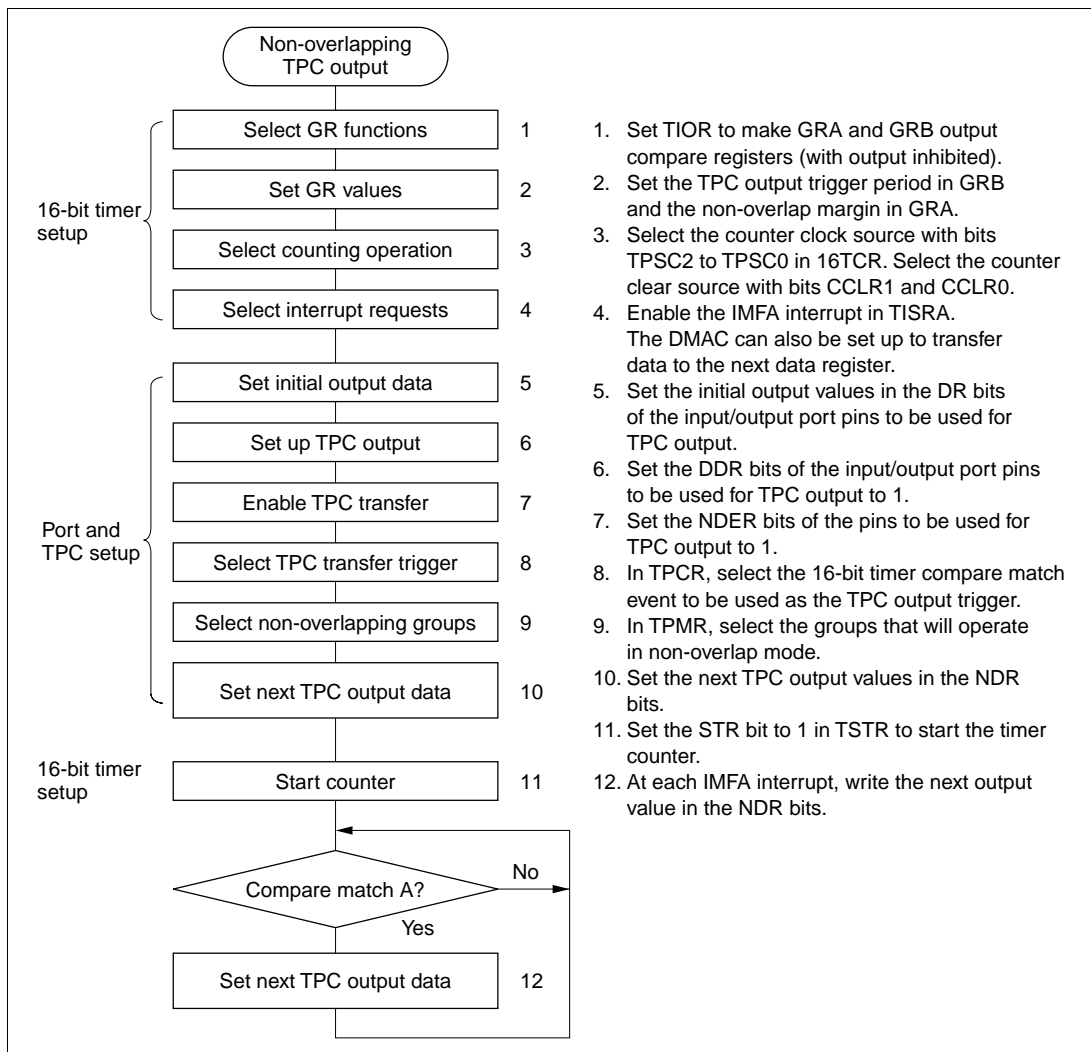 Non-overlapping
TPC output
16-bit timer
setup
Select GR functions 1
Set GR values 2
Select counting operation 3
Select interrupt requests 4
Port and
TPC setup
Set initial output data 5
Set up TPC output 6
Enable TPC transfer 7
Select TPC transfer trigger 8
Select non-overlapping groups 9
Set next TPC output data 10
16-bit timer
setup
Start counter 11
Compare match A?
No
Yes
Set next TPC output data 12
1. Set TIOR to make GRA and GRB output
compare registers (with output inhibited).
2. Set the TPC output trigger period in GRB
and the non-overlap margin in GRA.
3. Select the counter clock source with bits
TPSC2 to TPSC0 in 16TCR. Select the counter
clear source with bits CCLR1 and CCLR0.
4. Enable the IMFA interrupt in TISRA.
The DMAC can also be set up to transfer
data to the next data register.
5. Set the initial output values in the DR bits
of the input/output port pins to be used for
TPC output.
6. Set the DDR bits of the input/output port pins
to be used for TPC output to 1.
7. Set the NDER bits of the pins to be used for
TPC output to 1.
8. In TPCR, select the 16-bit timer compare match
event to be used as the TPC output trigger.
9. In TPMR, select the groups that will operate
in non-overlap mode.
10. Set the next TPC output values in the NDR
bits.
11. Set the STR bit to 1 in TSTR to start the timer
counter.
12. At each IMFA interrupt, write the next output
value in the NDR bits.